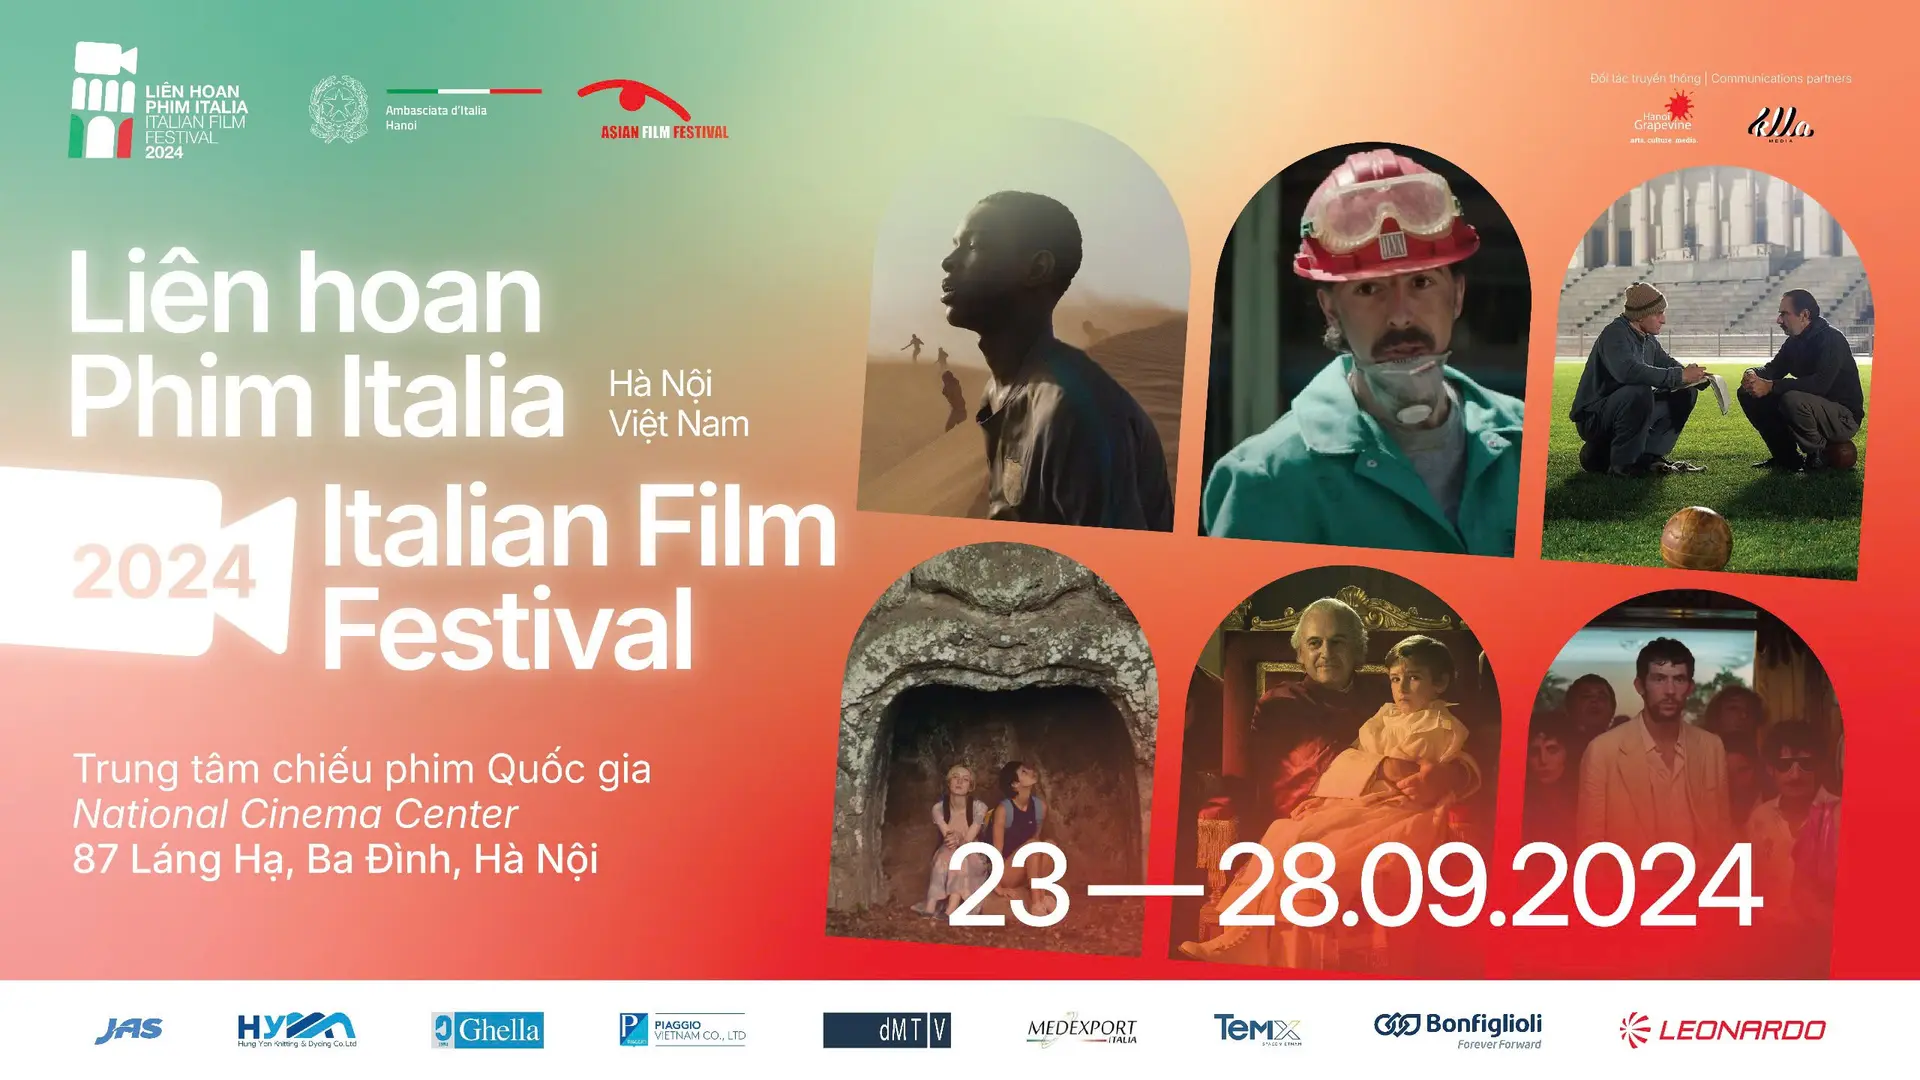 LIÊN HOAN
PHIM ITALIA
ITALIAN FILM
FESTIVAL
2024
Ambasciata d'Italia
Hanoi
ASIAN FILM FESTIVAL
Đối tác truyền thông | Communications partners
Hanoi
Grapevine
arts. culture. media.
klla
MEDIA
Liên hoan
Phim Italia
Hà Nội
Việt Nam
2024
Italian Film
Festival
Trung tâm chiếu phim Quốc gia
National Cinema Center
87 Láng Hạ, Ba Đình, Hà Nội
23—28.09.2024
JAS
HYM
Hung Yen Knitting & Dyeing Co.Ltd
Ghella
PIAGGIO
VIETNAM CO., LTD
dMTV
MEDEXPORT
ITALIA
TEMX
Bonfiglioli
Forever Forward
LEONARDO